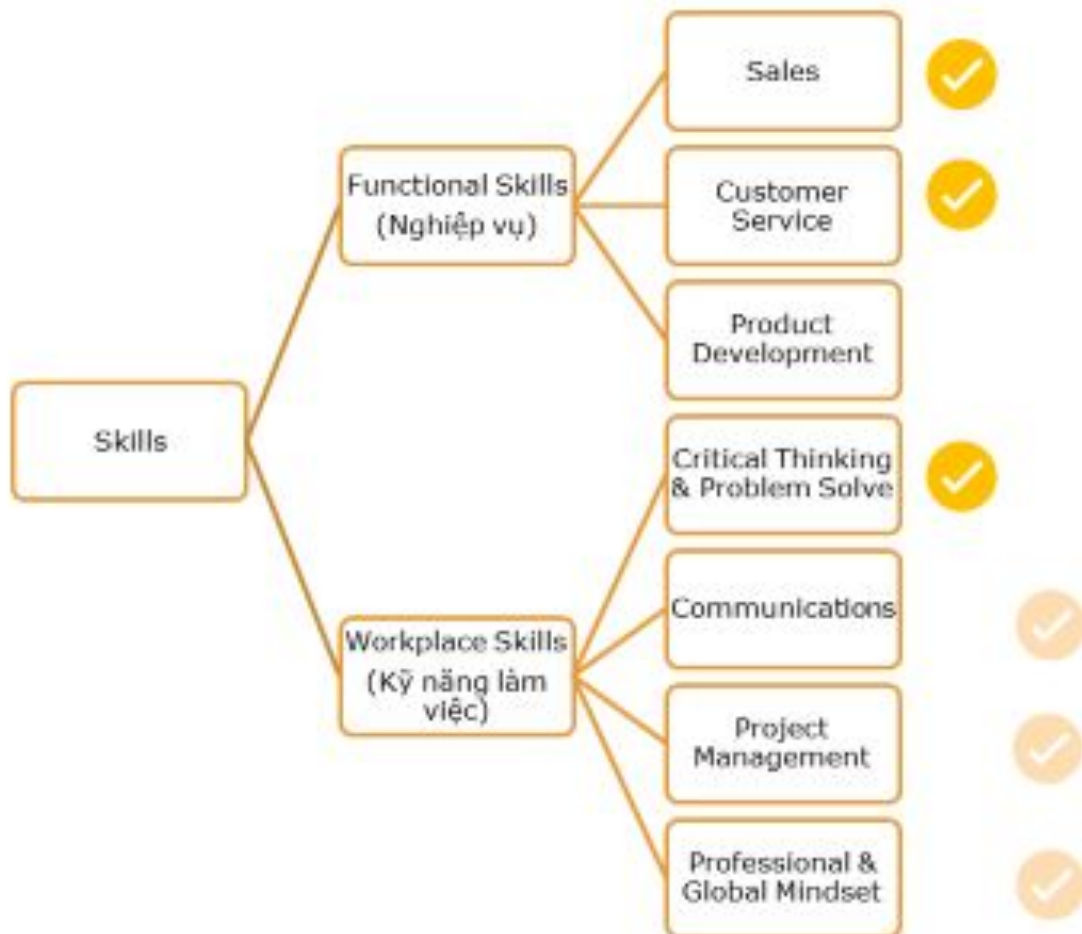 Sales
Functional Skills
(Nghiệp vụ)
Customer
Service
Product
Development
Skills
Critical Thinking
& Problem Solve
Workplace Skills
(Kỹ năng làm
việc)
Communications
Project
Management
Professional &
Global Mindset